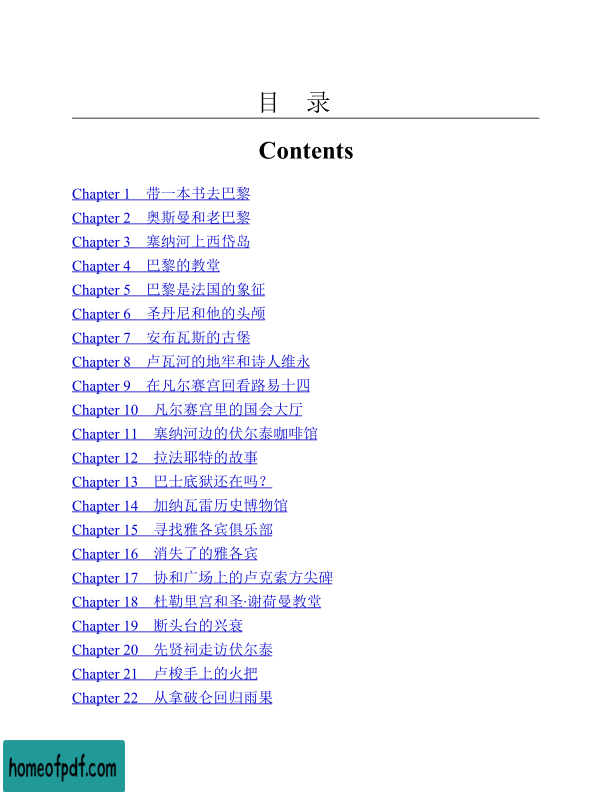 目 录
Contents
Chapter 1 带一本书去巴黎
Chapter 2 奥斯曼和老巴黎
Chapter 3 塞纳河上西岱岛
Chapter 4 巴黎的教堂
Chapter 5 巴黎是法国的象征
Chapter 6 圣丹尼和他的头颅
Chapter 7 安布瓦斯的古堡
Chapter 8 卢瓦河的地牢和诗人维永
Chapter 9 在凡尔赛宫回看路易十四
Chapter 10 凡尔赛宫里的国会大厅
Chapter 11 塞纳河边的伏尔泰咖啡馆
Chapter 12 拉法耶特的故事
Chapter 13 巴士底狱还在吗？
Chapter 14 加纳瓦雷历史博物馆
Chapter 15 寻找雅各宾俱乐部
Chapter 16 消失了的雅各宾
Chapter 17 协和广场上的卢克索方尖碑
Chapter 18 杜勒里宫和圣·谢荷曼教堂
Chapter 19 断头台的兴衰
Chapter 20 先贤祠走访伏尔泰
Chapter 21 卢梭手上的火把
Chapter 22 从拿破仑回归雨果
homeofpdf.com